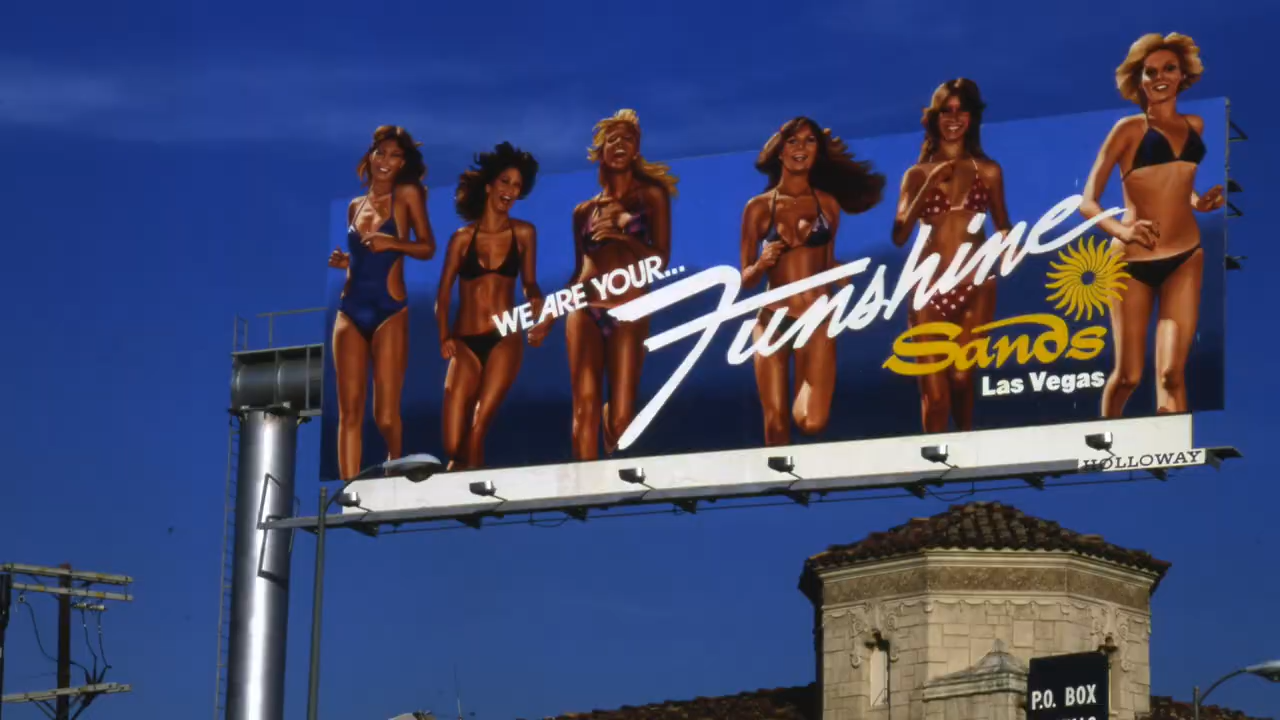 WE ARE YOUR...
Funshine
Sands
Las Vegas
HOLLOWAY
P.O. BOX